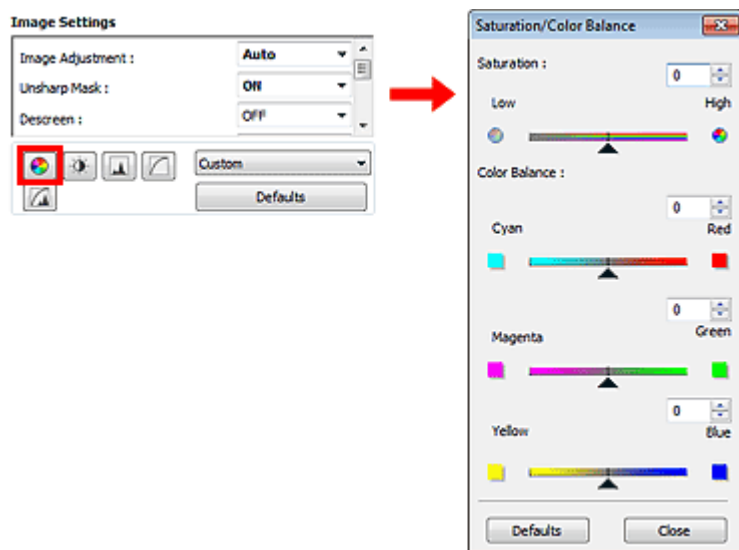 Image Settings
Image Adjustment : Auto
Unsharp Mask : ON
Descreen : OFF
Custom
Defaults
Saturation/Color Balance
Saturation :
0
Low High
Color Balance :
0
Cyan Red
0
Magenta Green
0
Yellow Blue
Defaults Close